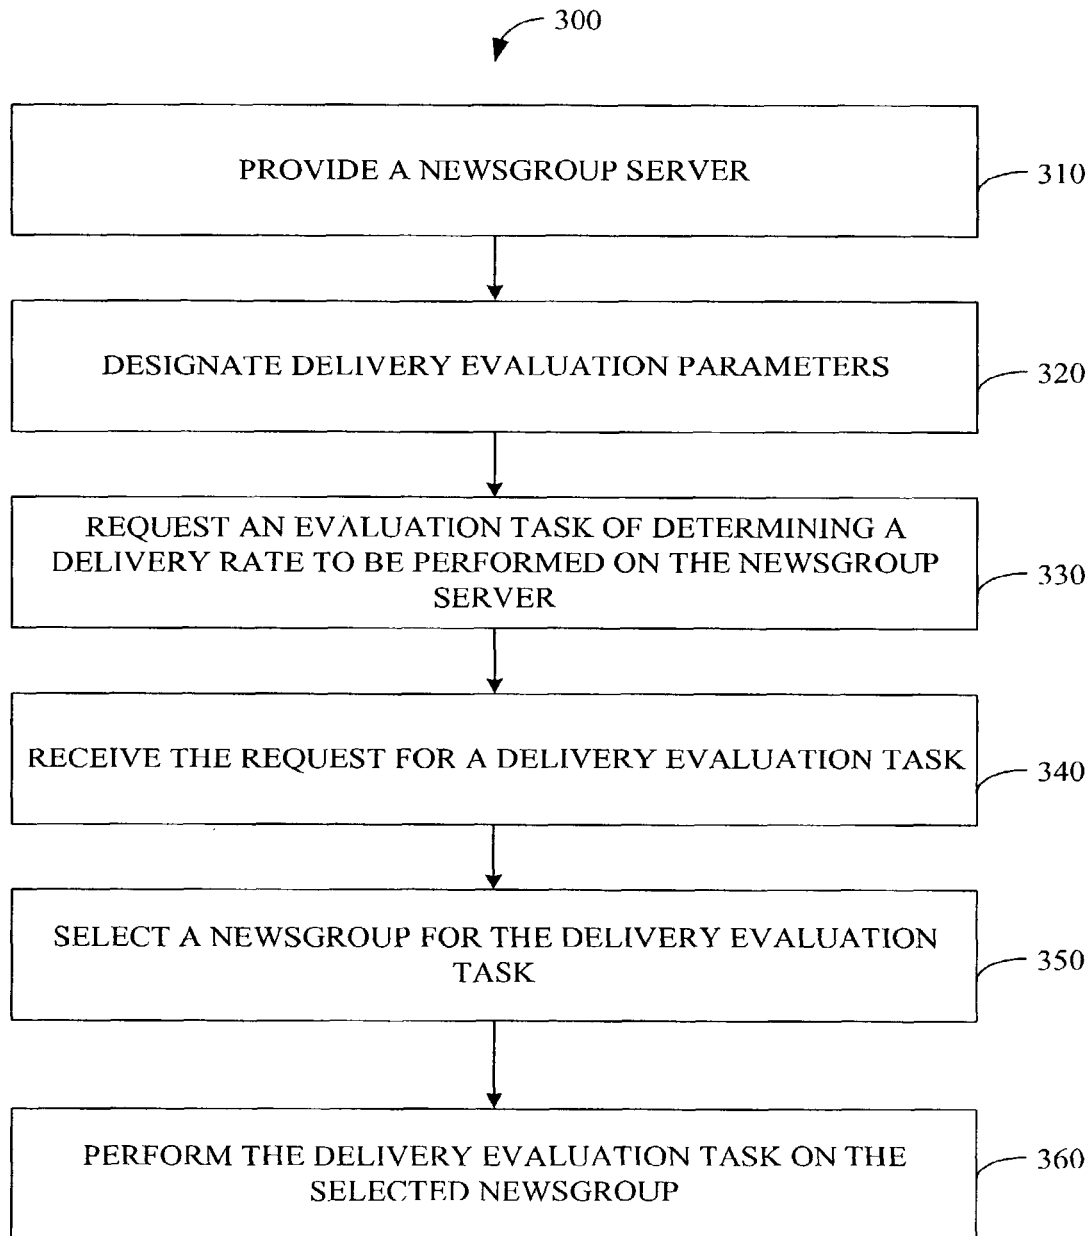 300
PROVIDE A NEWSGROUP SERVER
310
DESIGNATE DELIVERY EVALUATION PARAMETERS
320
REQUEST AN EVALUATION TASK OF DETERMINING A
DELIVERY RATE TO BE PERFORMED ON THE NEWSGROUP
SERVER
330
RECEIVE THE REQUEST FOR A DELIVERY EVALUATION TASK
340
SELECT A NEWSGROUP FOR THE DELIVERY EVALUATION
TASK
350
PERFORM THE DELIVERY EVALUATION TASK ON THE
SELECTED NEWSGROUP
360